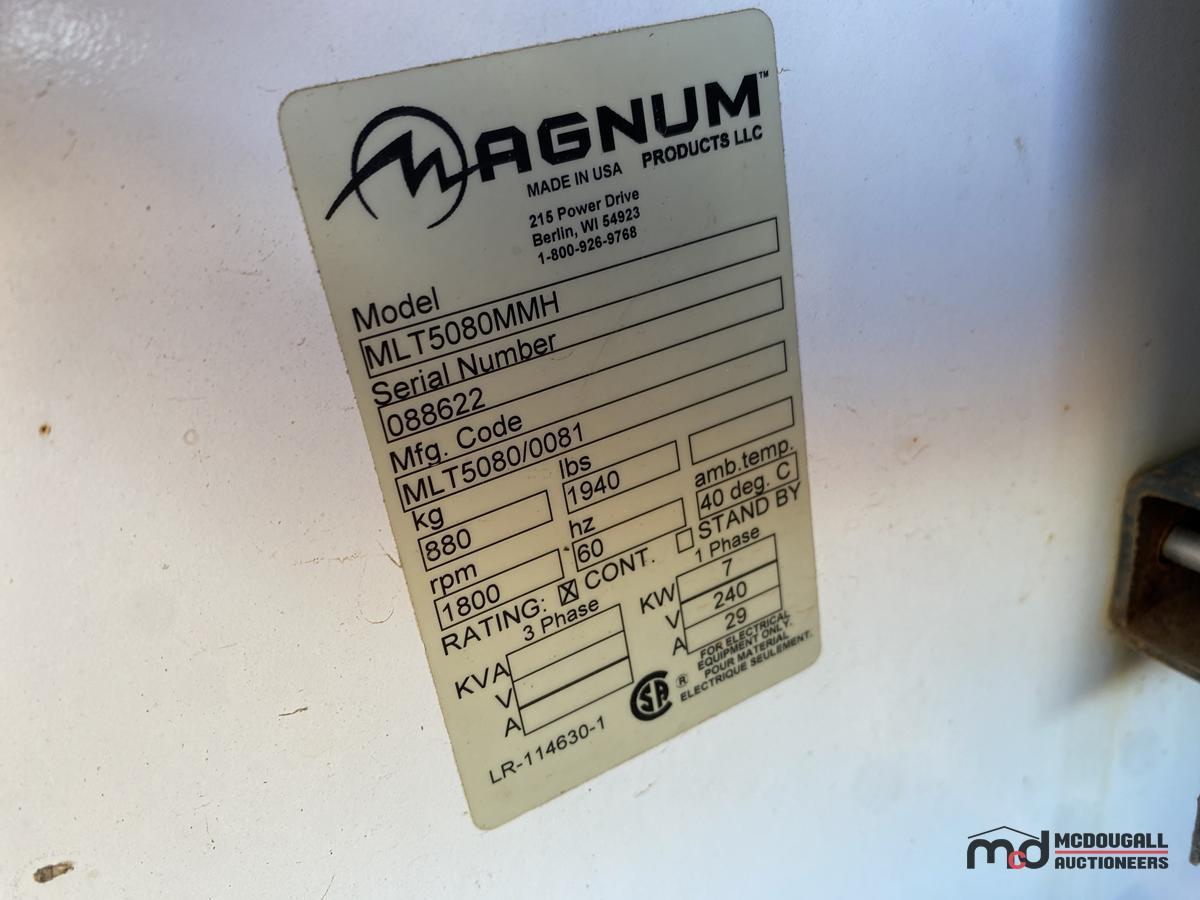 MAGNUM™
PRODUCTS LLC
MADE IN USA
215 Power Drive
Berlin, WI 54923
1-800-926-9768
Model
MLT5080MMH
Serial Number
088622
Mfg. Code
MLT5080/0081
kg lbs
880 1940
rpm hz amb.temp.
1800 60 40 deg. C
RATING: ☒ CONT. ☐ STAND BY
3 Phase
KVA
V
A
1 Phase
KW 7
V 240
A 29
FOR ELECTRICAL
EQUIPMENT ONLY.
POUR MATERIAL
ELECTRIQUE SEULEMENT.
LR-114630-1
SA ®
mcd MCDOUGALL
AUCTIONEERS